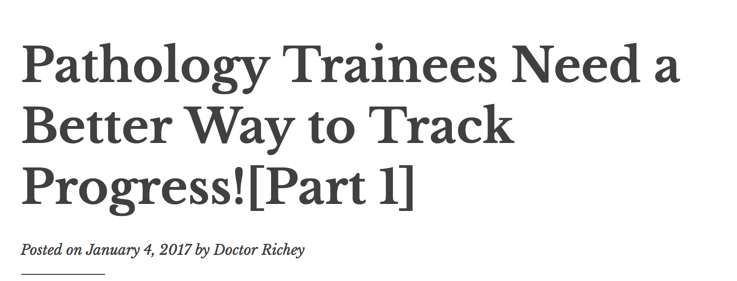 Pathology Trainees Need a
Better Way to Track
Progress![Part 1]
Posted on January 4, 2017 by Doctor Richey